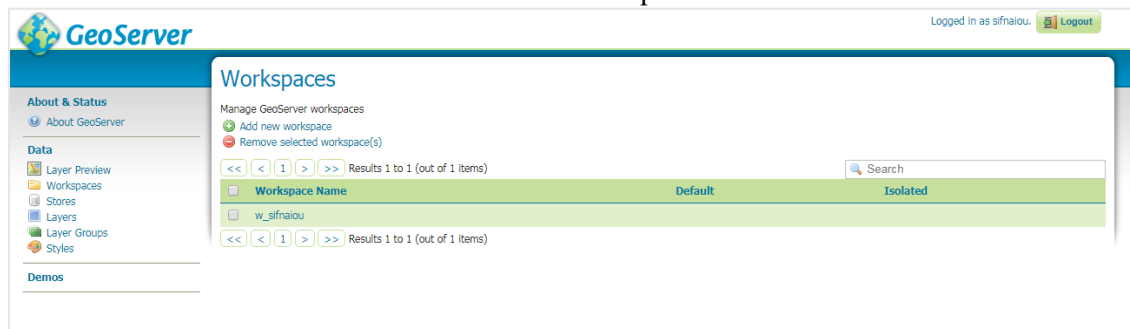 GeoServer
Logged in as sifnaiou. Logout
About & Status
About GeoServer
Data
Layer Preview
Workspaces
Stores
Layers
Layer Groups
Styles
Demos
Workspaces
Manage GeoServer workspaces
Add new workspace
Remove selected workspace(s)
<< < 1 > >> Results 1 to 1 (out of 1 items) Search
Workspace Name Default Isolated
w_sifnaiou
<< < 1 > >> Results 1 to 1 (out of 1 items)